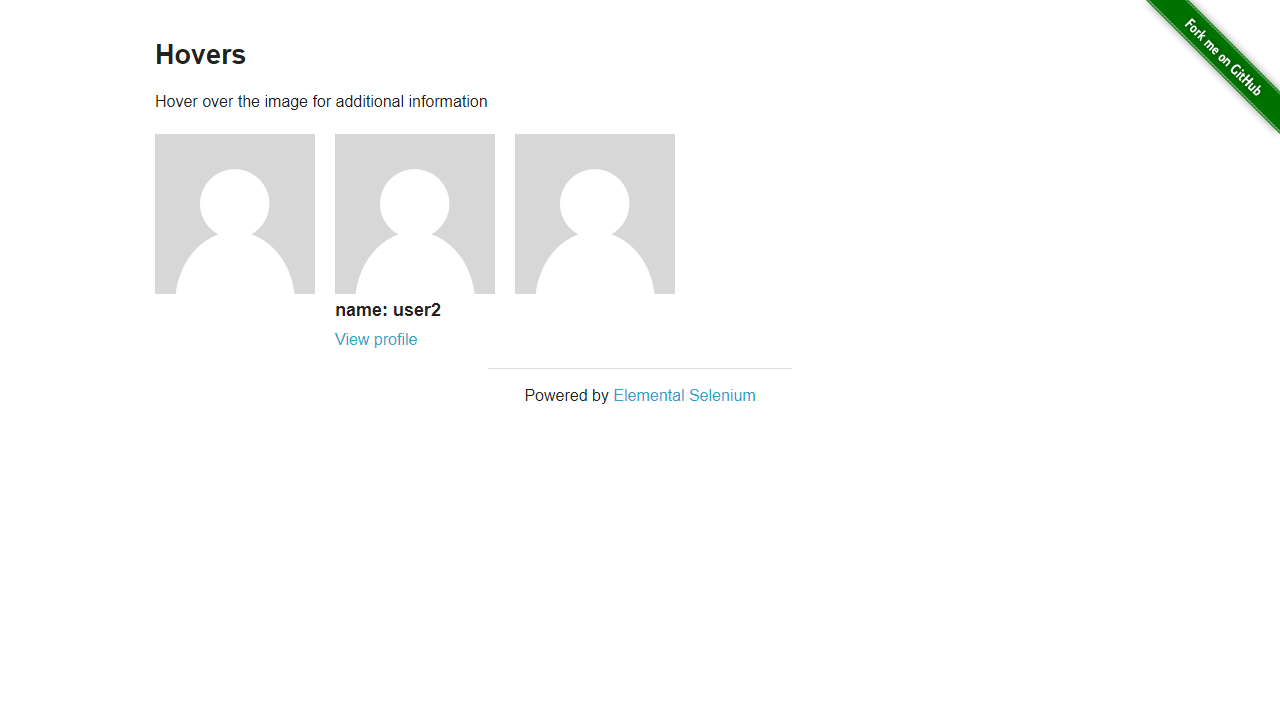 Fork me on GitHub
Hovers
Hover over the image for additional information
name: user2
View profile
Powered by Elemental Selenium